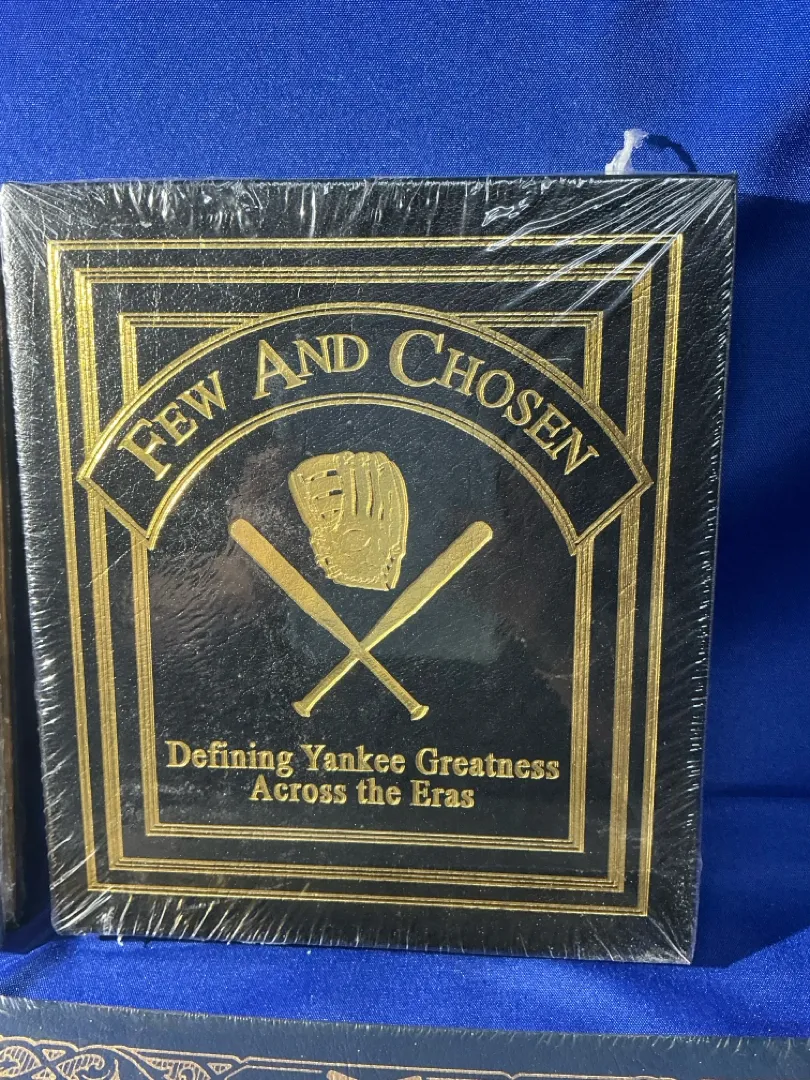 Few And Chosen
Defining Yankee Greatness
Across the Eras